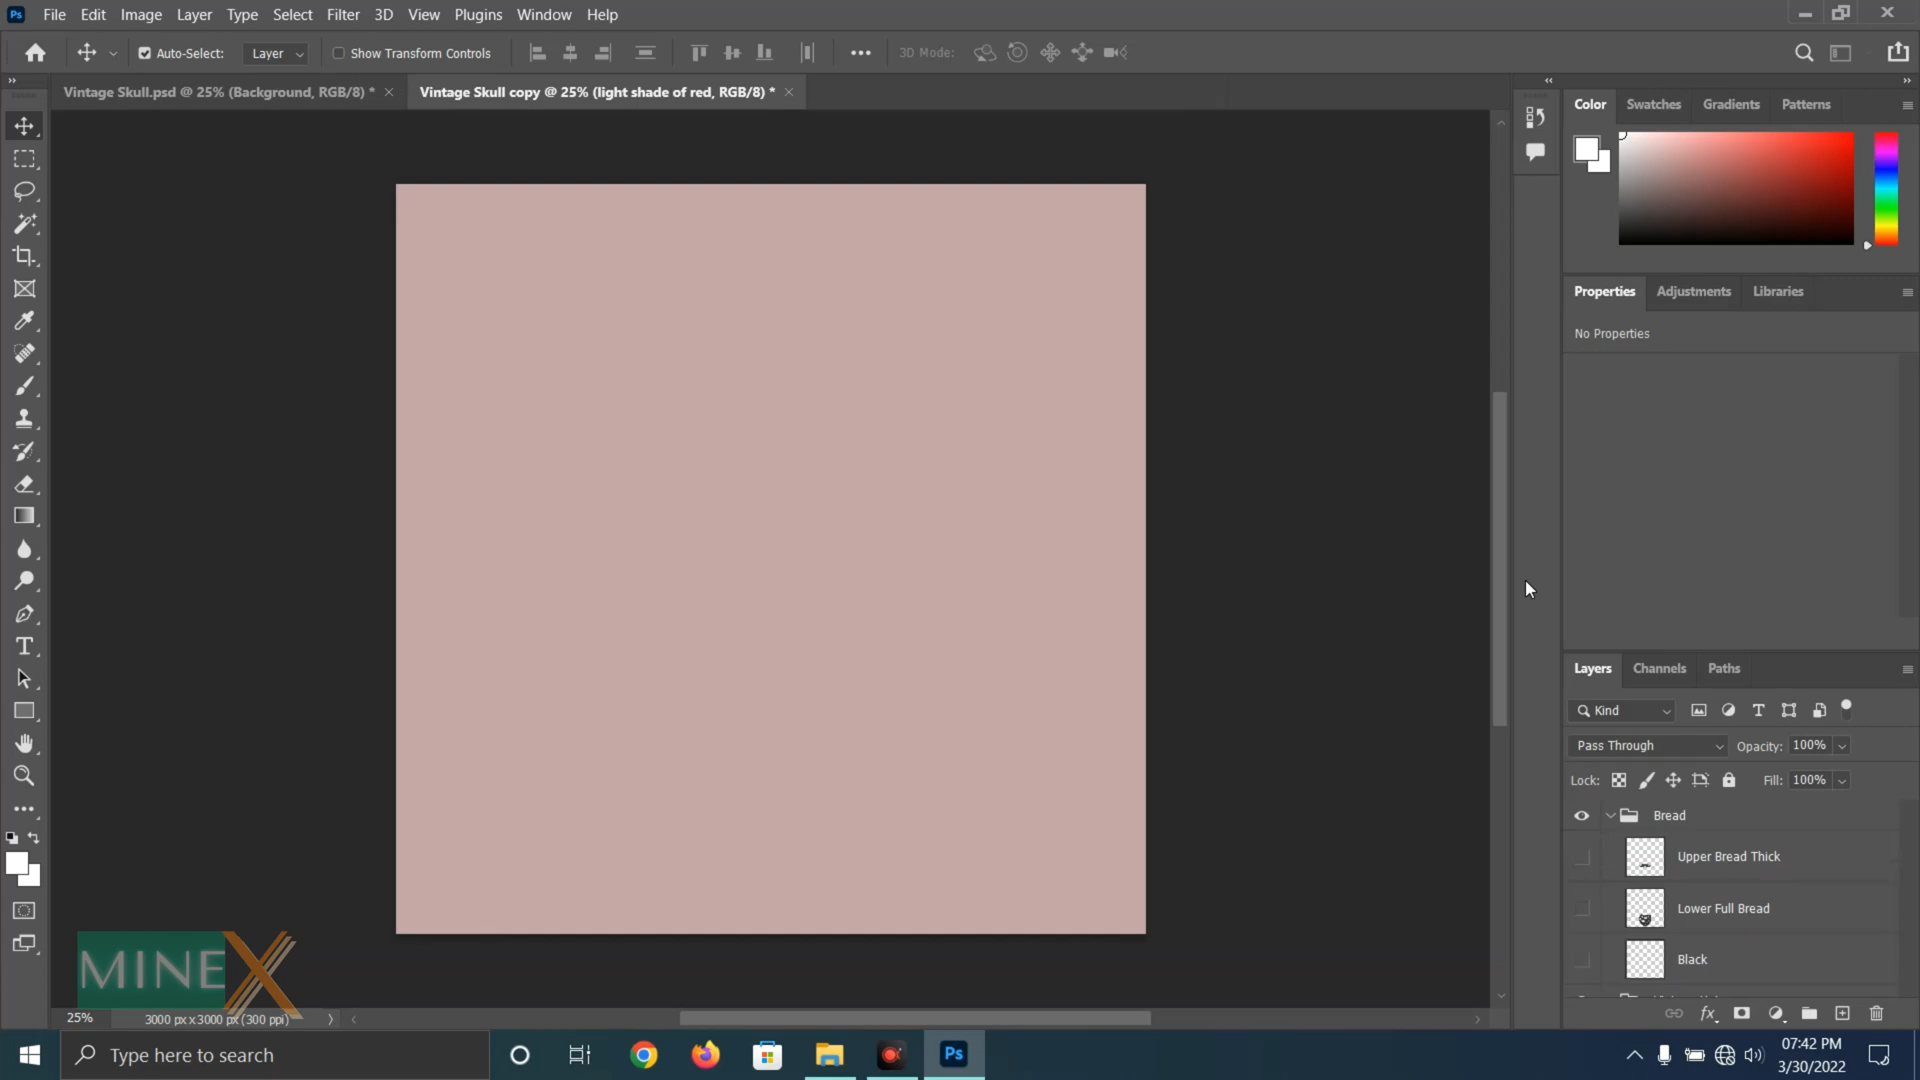 Ps File Edit Image Layer Type Select Filter 3D View Plugins Window Help
Auto-Select: Layer Show Transform Controls ••• 3D Mode:
Vintage Skull.psd @ 25% (Background, RGB/8) * × Vintage Skull copy @ 25% (light shade of red, RGB/8) * ×
Color Swatches Gradients Patterns
Properties Adjustments Libraries
No Properties
Layers Channels Paths
Kind
Pass Through Opacity: 100%
Lock: Fill: 100%
Bread
Upper Bread Thick
Lower Full Bread
Black
MINEX
25% 3000 px x 3000 px (300 ppi)
Type here to search
Ps
07:42 PM
3/30/2022